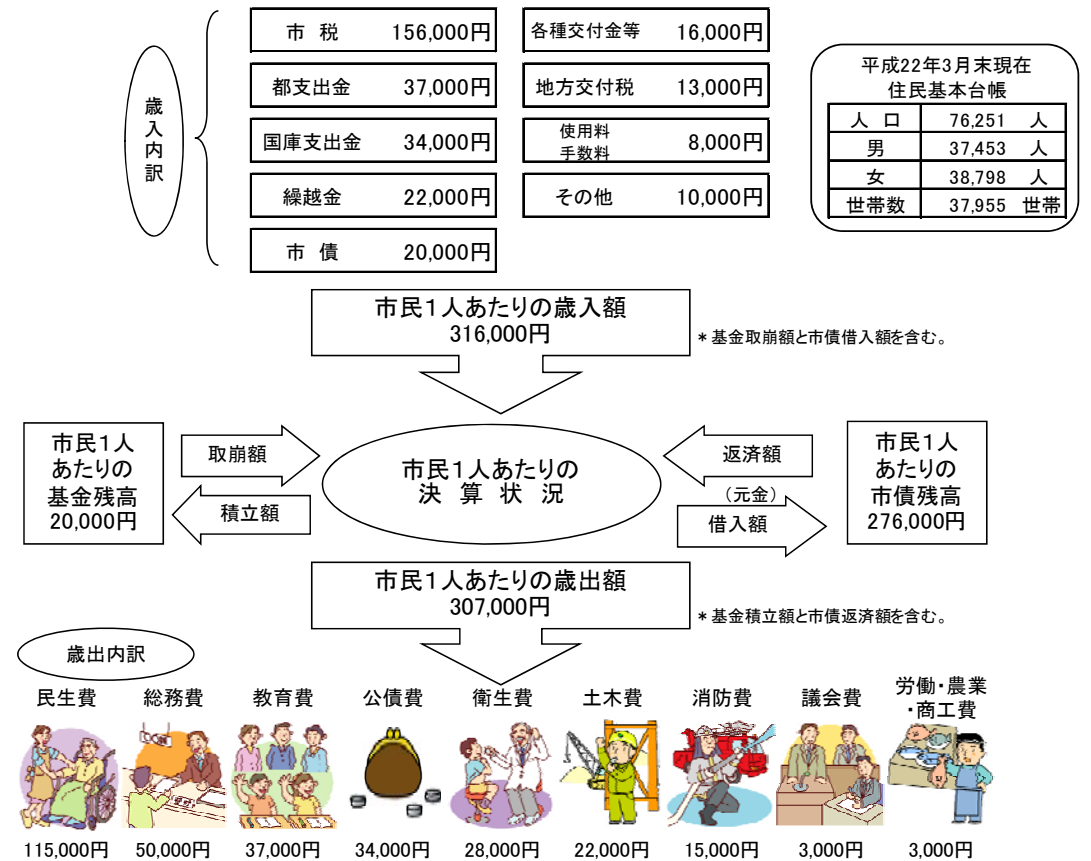 歳入内訳
市 税 156,000円
都支出金 37,000円
国庫支出金 34,000円
繰越金 22,000円
市 債 20,000円
各種交付金等 16,000円
地方交付税 13,000円
使用料
手数料 8,000円
その他 10,000円
平成22年3月末現在
住民基本台帳
人 口 76,251 人
男 37,453 人
女 38,798 人
世帯数 37,955 世帯
市民1人あたりの歳入額
316,000円
*基金取崩額と市債借入額を含む。
市民1人
あたりの
基金残高
20,000円
取崩額
積立額
市民1人あたりの
決 算 状 況
返済額
(元金)
借入額
市民1人
あたりの
市債残高
276,000円
市民1人あたりの歳出額
307,000円
*基金積立額と市債返済額を含む。
歳出内訳
民生費
115,000円
総務費
50,000円
教育費
37,000円
公債費
34,000円
衛生費
28,000円
土木費
22,000円
消防費
15,000円
議会費
3,000円
労働・農業
・商工費
3,000円